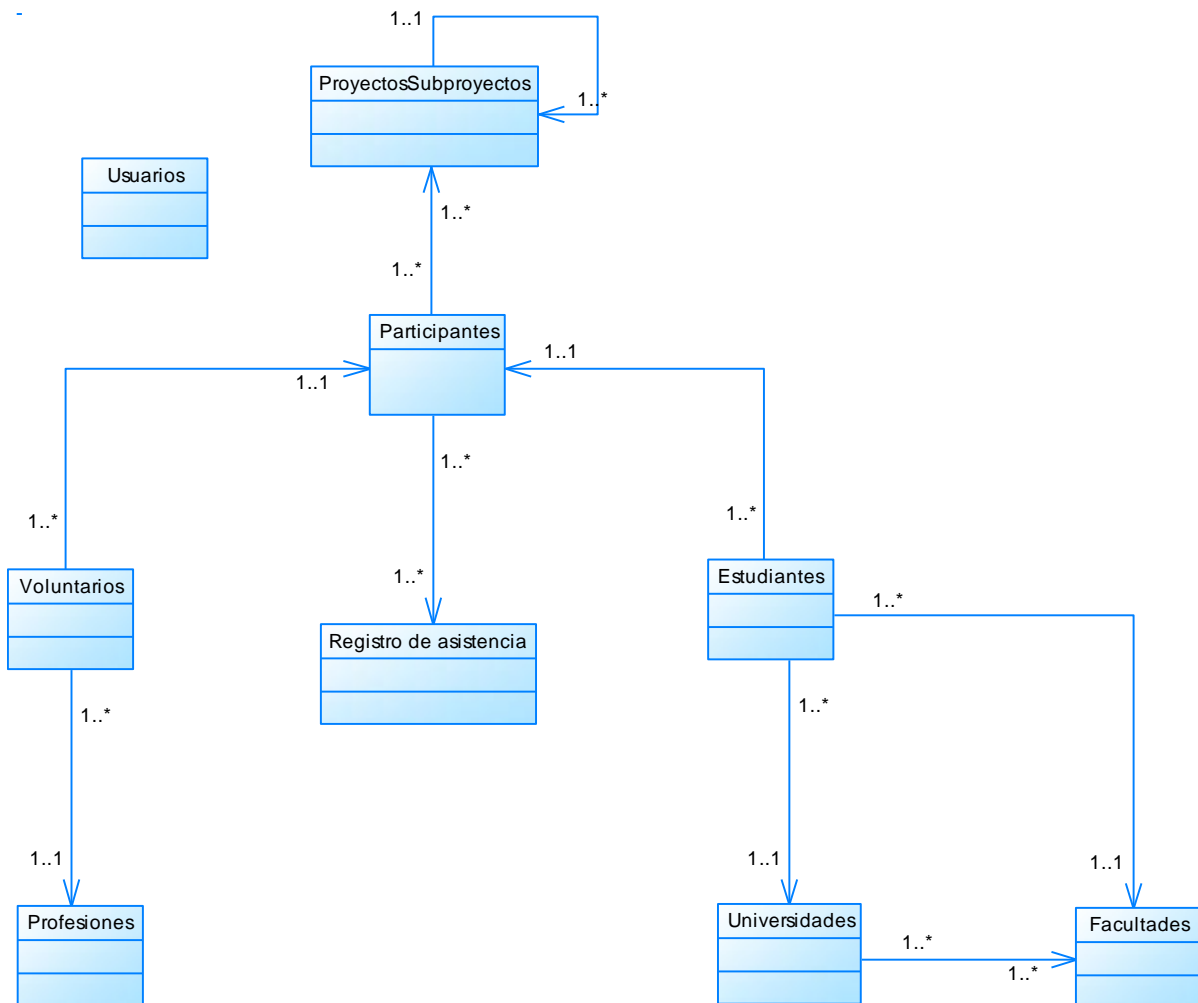 1..1
ProyectosSubproyectos
1..*
Usuarios
1..*
1..*
Participantes
1..1
1..1
1..*
1..*
1..*
Voluntarios
1..*
Estudiantes
1..*
Registro de asistencia
1..*
1..*
1..1
1..1
1..1
Profesiones
Universidades
Facultades
1..*
1..*